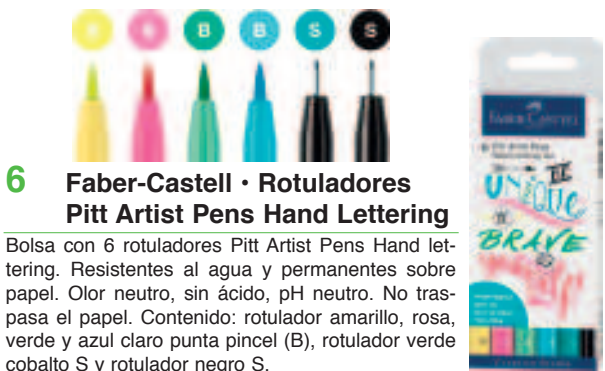 B B S S
6 Faber-Castell · Rotuladores
Pitt Artist Pens Hand Lettering
Bolsa con 6 rotuladores Pitt Artist Pens Hand let-
tering. Resistentes al agua y permanentes sobre
papel. Olor neutro, sin ácido, pH neutro. No tras-
pasa el papel. Contenido: rotulador amarillo, rosa,
verde y azul claro punta pincel (B), rotulador verde
cobalto S y rotulador negro S.
FABER-CASTELL
BE
UNIQUE
BRAVE